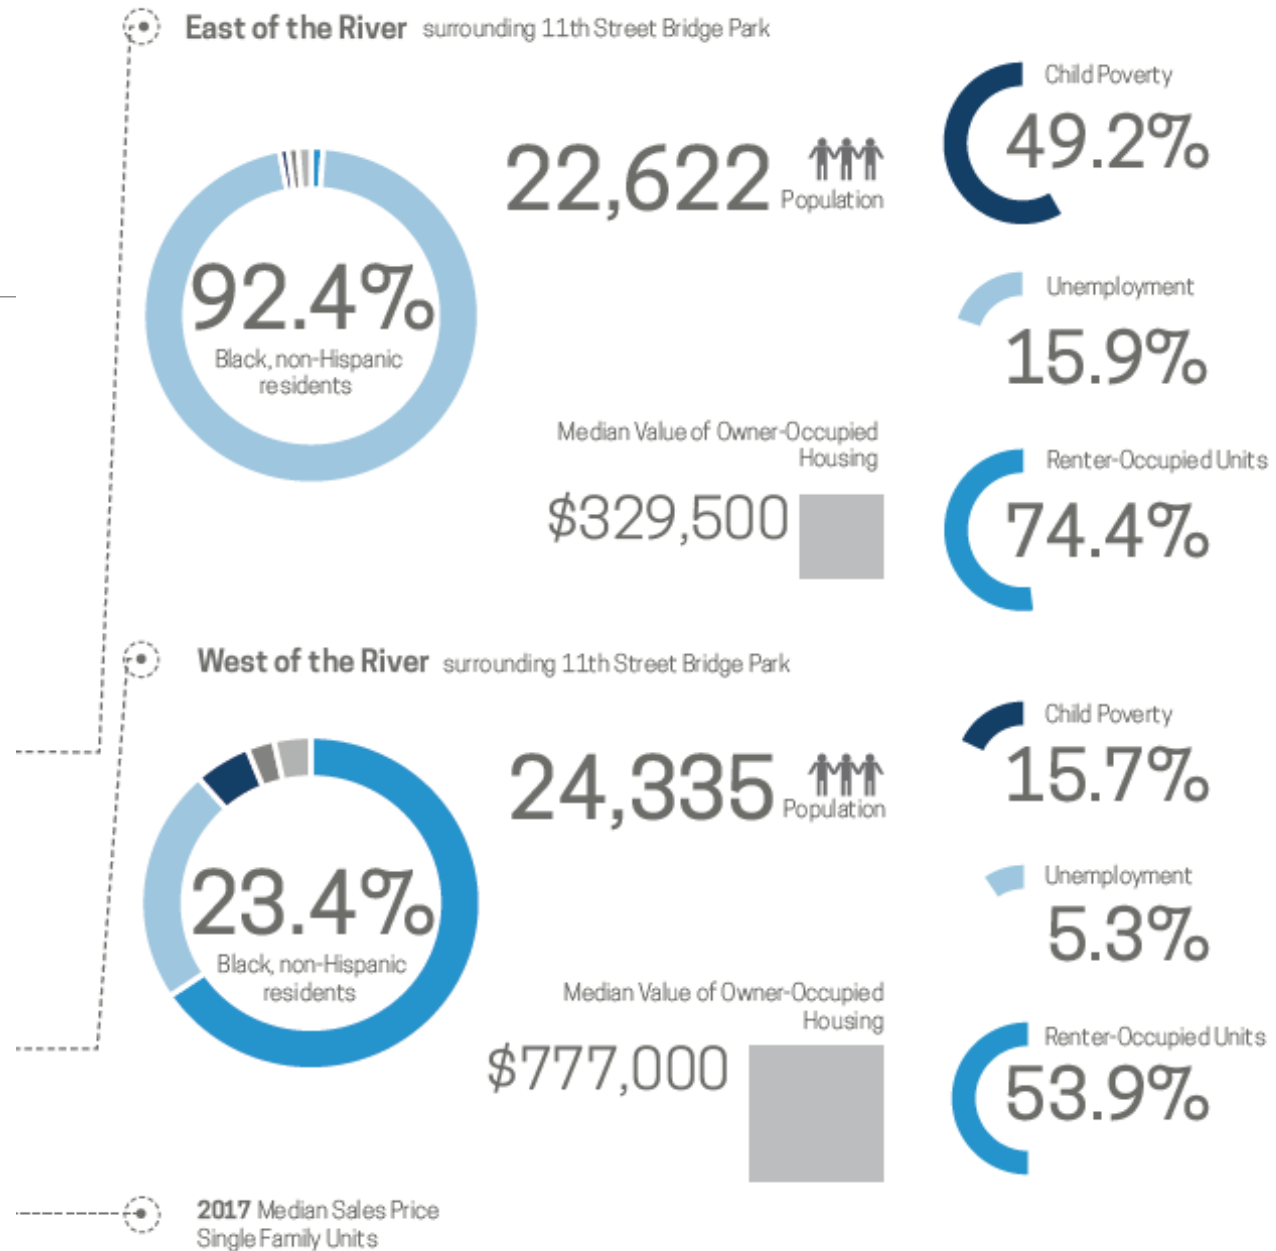 East of the River surrounding 11th Street Bridge Park
92.4%
Black, non-Hispanic
residents
22,622
Population
Median Value of Owner-Occupied
Housing
$329,500
Child Poverty
49.2%
Unemployment
15.9%
Renter-Occupied Units
74.4%
West of the River surrounding 11th Street Bridge Park
23.4%
Black, non-Hispanic
residents
24,335
Population
Median Value of Owner-Occupied
Housing
$777,000
Child Poverty
15.7%
Unemployment
5.3%
Renter-Occupied Units
53.9%
2017 Median Sales Price
Single Family Units